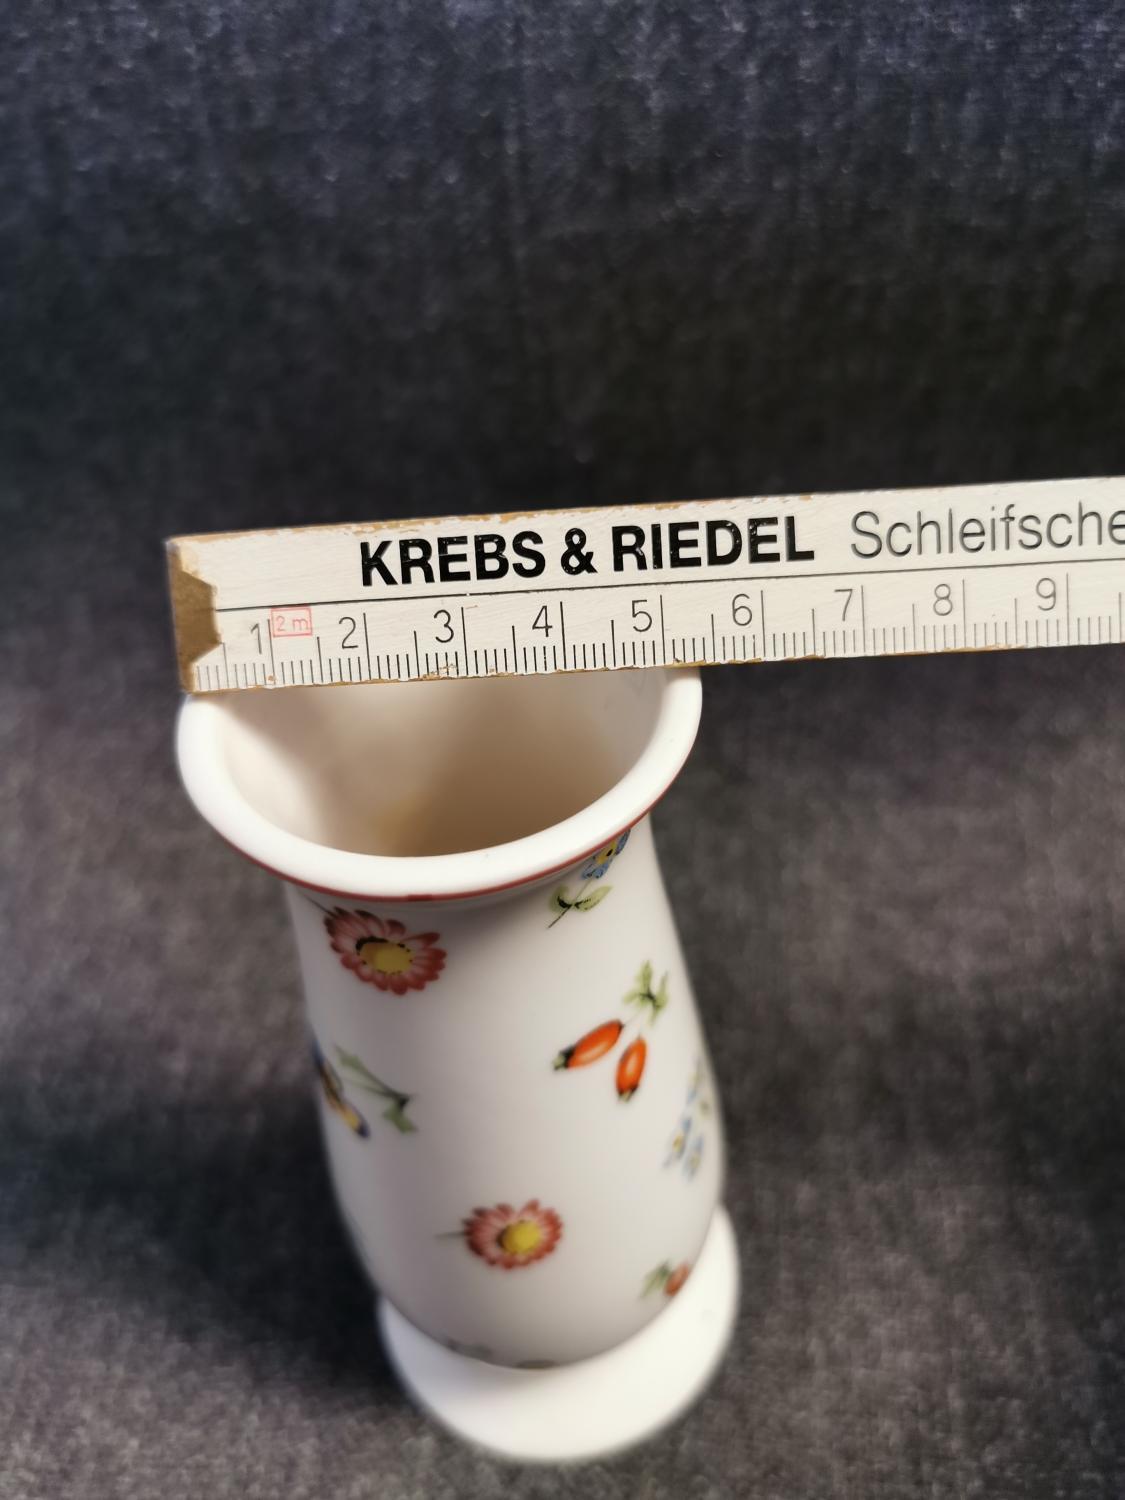 KREBS & RIEDEL Schleifsche
1 2 m 2 3 4 5 6 7 8 9